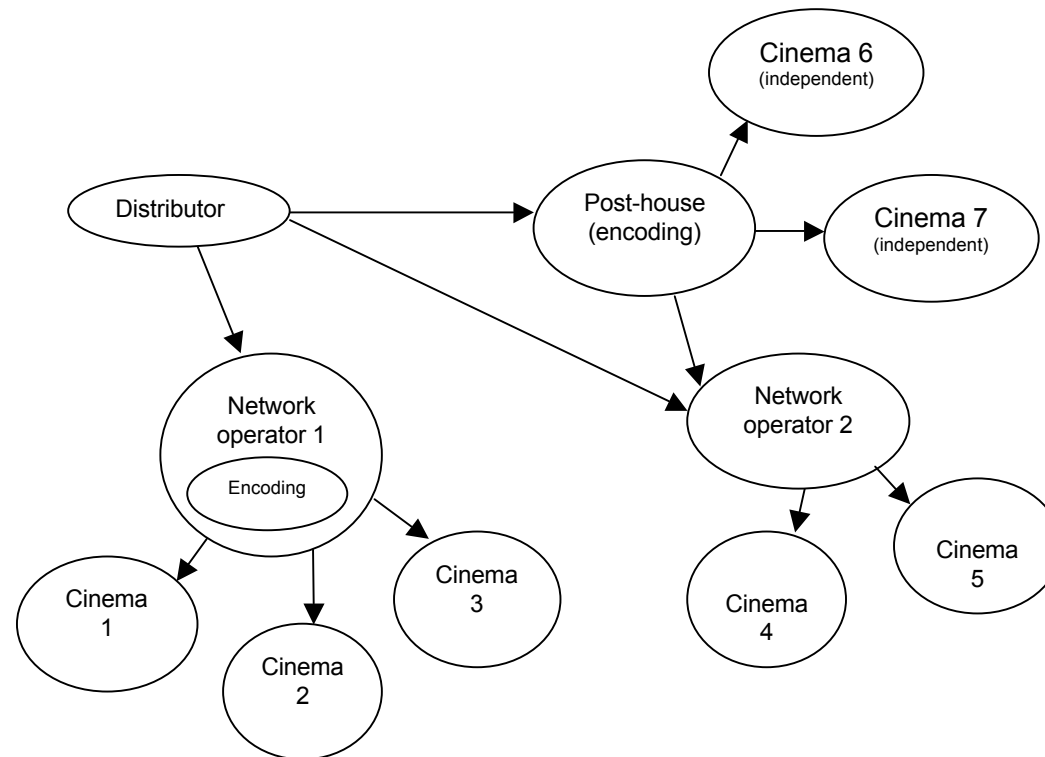 Cinema 6
(independent)
Distributor
Post-house
(encoding)
Cinema 7
(independent)
Network
operator 1
Encoding
Network
operator 2
Cinema
1
Cinema
2
Cinema
3
Cinema
4
Cinema
5